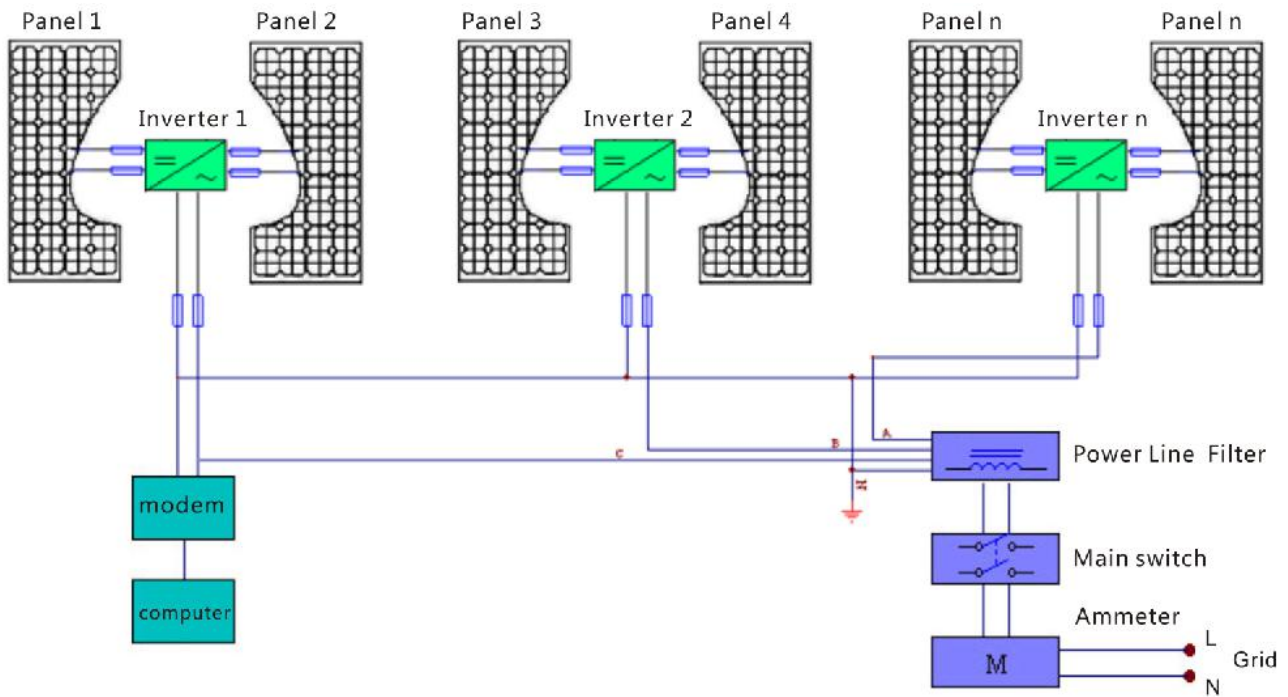 Panel 1
Panel 2
Panel 3
Panel 4
Panel n
Panel n
Inverter 1
Inverter 2
Inverter n
A
B
C
N
Power Line Filter
modem
Main switch
computer
Ammeter
M
L
Grid
N